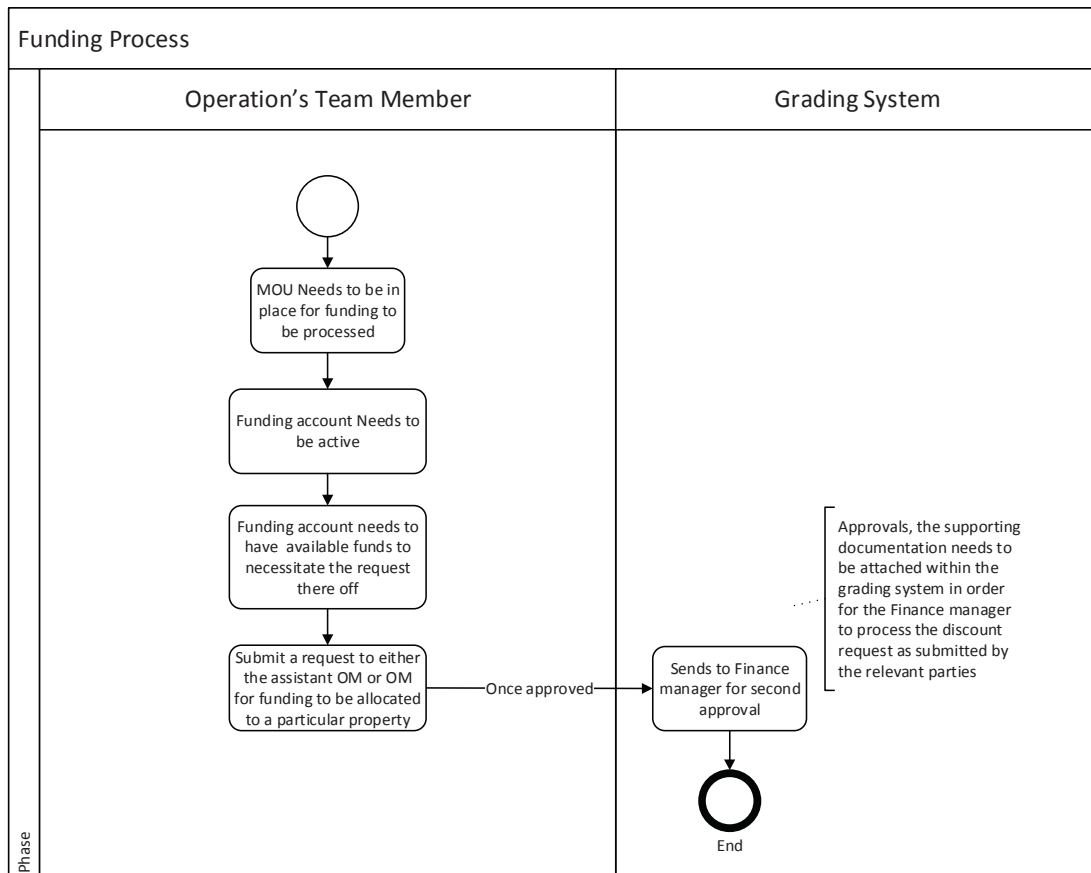 Funding Process
Operation’s Team Member
Grading System
MOU Needs to be in
place for funding to
be processed
Funding account Needs to
be active
Funding account needs to
have  available funds to
necessitate the request
there off
Submit a request to either
the assistant OM or OM
for funding to be allocated
to a particular property
Once approved
Sends to Finance
manager for second
approval
Approvals, the supporting
documentation needs to
be attached within the
grading system in order
for the Finance manager
to process the discount
request as submitted by
the relevant parties
End
Phase